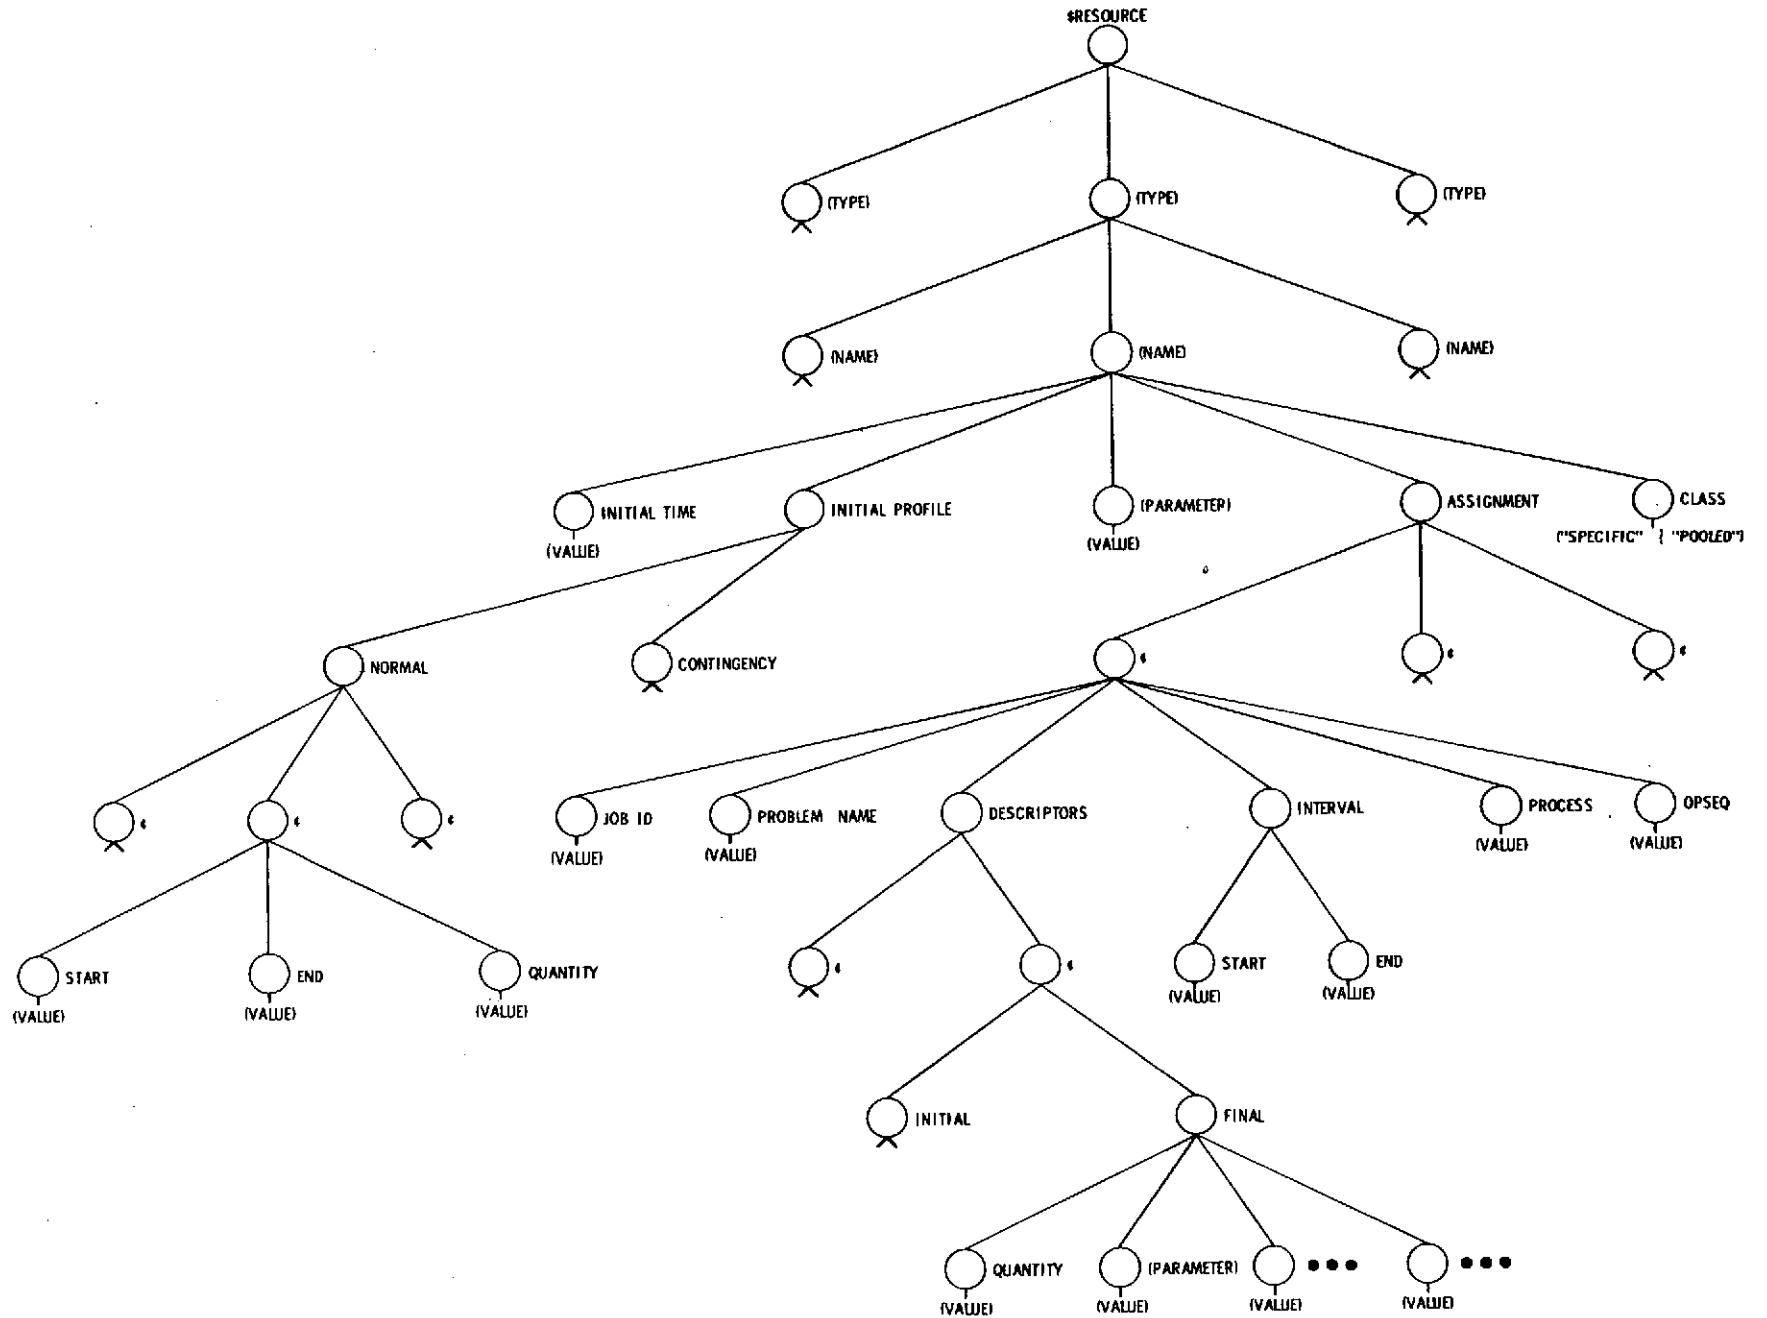 $RESOURCE
(TYPE) (TYPE) (TYPE)
(NAME) (NAME) (NAME)
INITIAL TIME INITIAL PROFILE (PARAMETER) ASSIGNMENT CLASS
(VALUE) (VALUE) ("SPECIFIC" | "POOLED")
NORMAL CONTINGENCY ¢ ¢ ¢
¢ ¢ ¢ JOB ID PROBLEM NAME DESCRIPTORS INTERVAL PROCESS OPSEQ
(VALUE) (VALUE) (VALUE) (VALUE)
START END QUANTITY ¢ ¢ START END
(VALUE) (VALUE) (VALUE) (VALUE) (VALUE)
INITIAL FINAL
QUANTITY (PARAMETER) ••• •••
(VALUE) (VALUE) (VALUE) (VALUE)